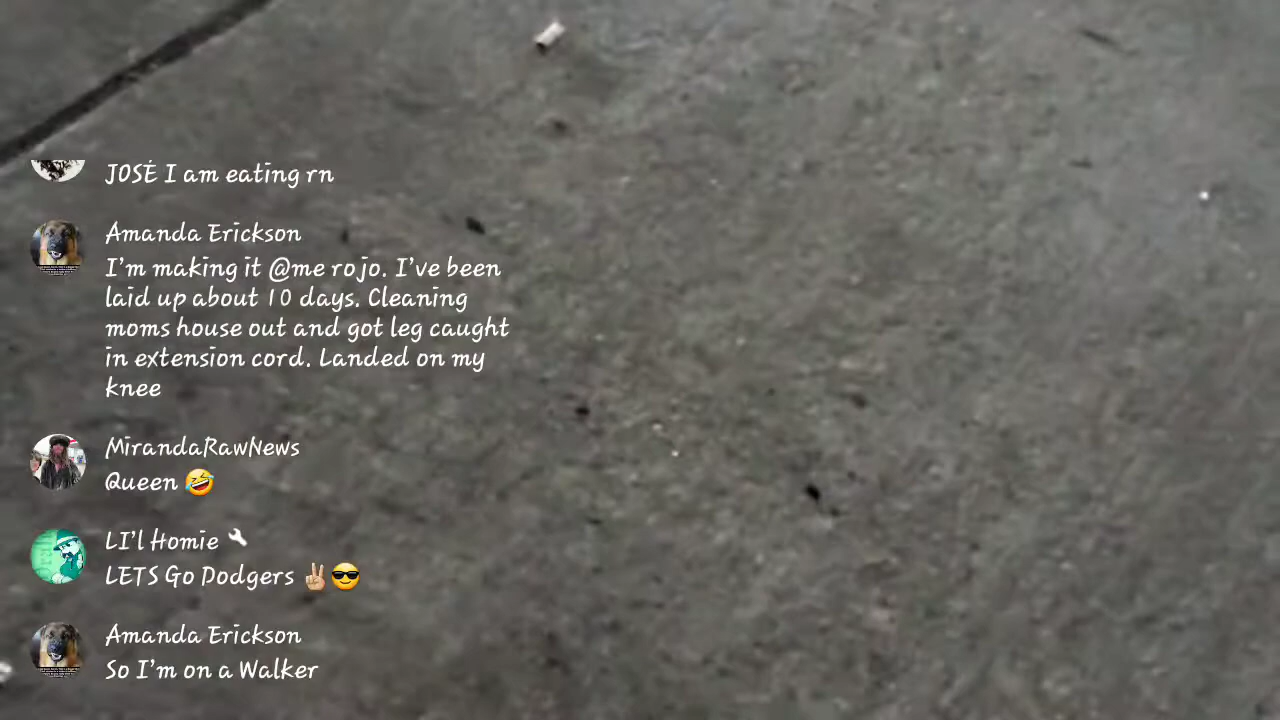 JOSÉ I am eating rn
Amanda Erickson
I'm making it @me rojo. I've been
laid up about 10 days. Cleaning
moms house out and got leg caught
in extension cord. Landed on my
knee
MirandaRawNews
Queen 🤣
LI'l Homie 🔧
LETS Go Dodgers ✌🏼😎
Amanda Erickson
So I'm on a Walker